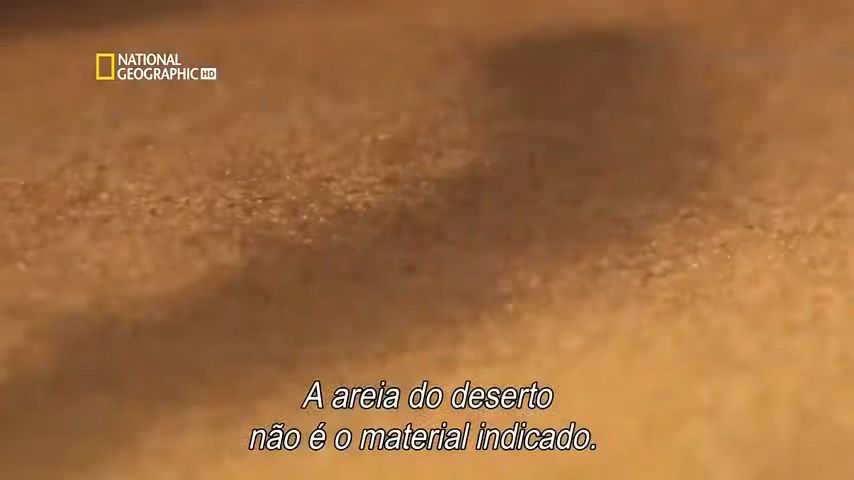 NATIONAL
GEOGRAPHIC HD
A areia do deserto
não é o material indicado.